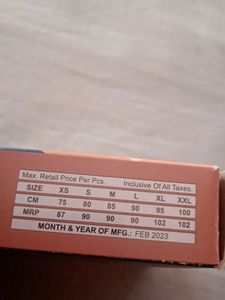 Max. Retail Price Per Pcs. Inclusive Of All Taxes.
SIZE XS S M L XL XXL
CM 75 80 85 90 95 100
MRP 87 90 90 90 102 102
MONTH & YEAR OF MFG.: FEB 2023